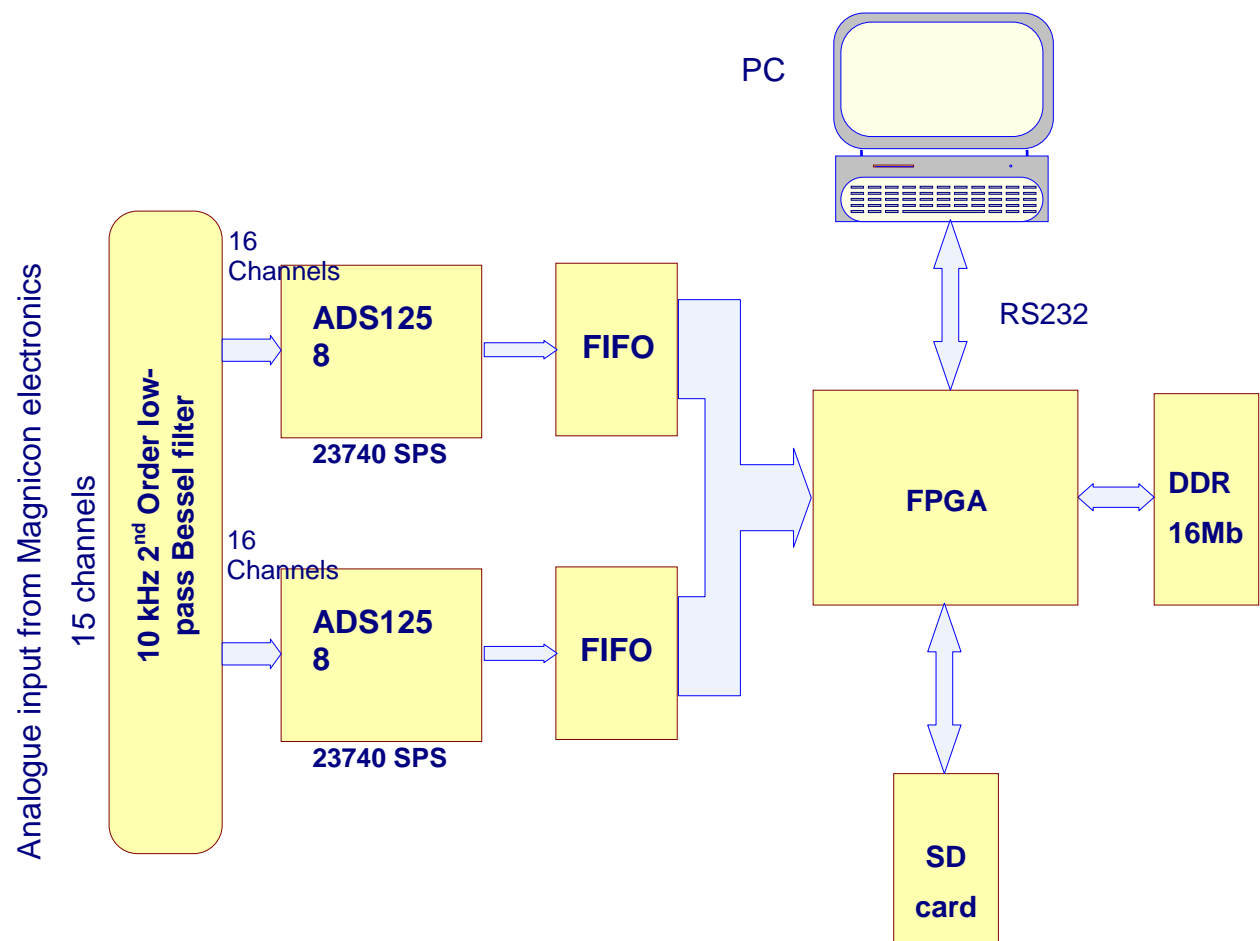 PC
Analogue input from Magnicon electronics
15 channels
10 kHz 2nd Order low-
pass Bessel filter
16
Channels
ADS125
8
23740 SPS
FIFO
16
Channels
ADS125
8
23740 SPS
FIFO
RS232
FPGA
DDR
16Mb
SD
card